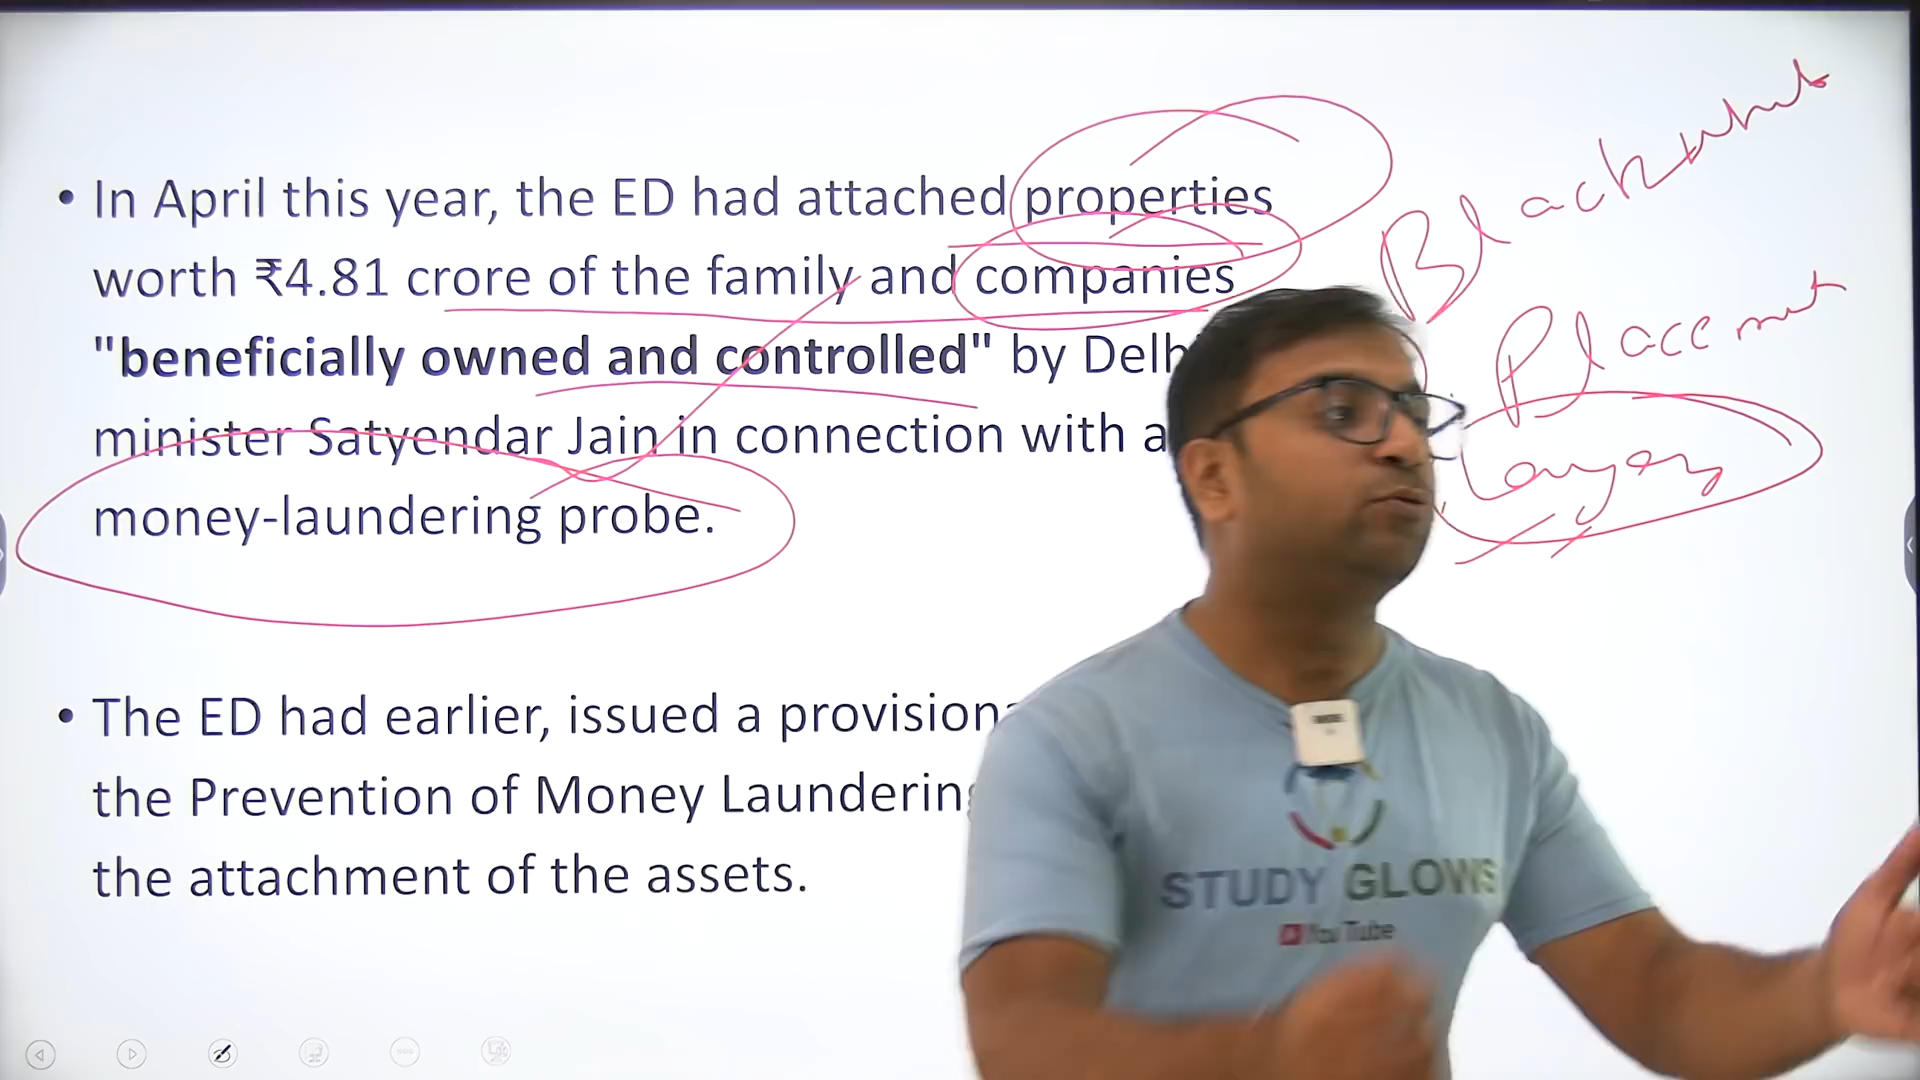 • In April this year, the ED had attached properties
worth ₹4.81 crore of the family and companies
"beneficially owned and controlled" by Delh
minister Satyendar Jain in connection with a
money-laundering probe.
• The ED had earlier, issued a provision
the Prevention of Money Laundering
the attachment of the assets.
Black
Placement
STUDY GLOWS
YouTube